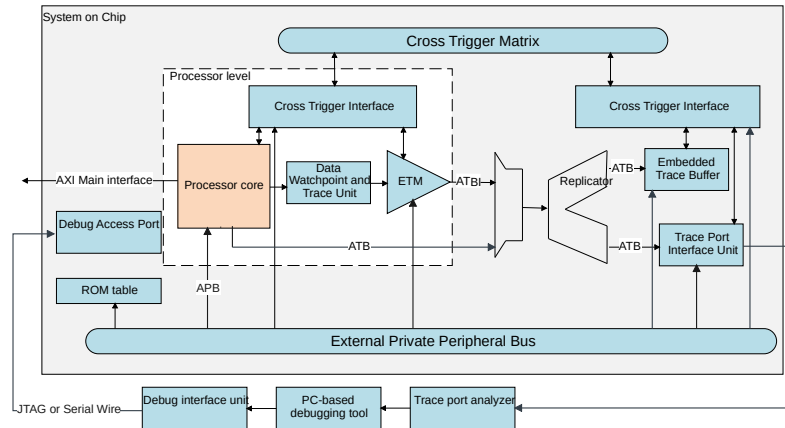 System on Chip
Cross Trigger Matrix
Processor level
Cross Trigger Interface
Cross Trigger Interface
AXI Main interface
Processor core
Data
Watchpoint and
Trace Unit
ETM
ATBI
Replicator
ATB
Embedded
Trace Buffer
Debug Access Port
ATB
ATB
Trace Port
Interface Unit
ROM table
APB
External Private Peripheral Bus
JTAG or Serial Wire
Debug interface unit
PC-based
debugging tool
Trace port analyzer